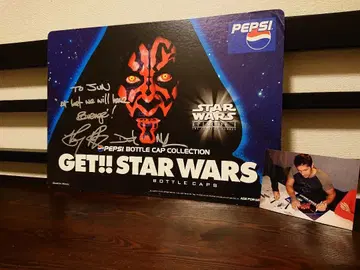 PEPSI
TO JUN
at last we will have
Revenge!
STAR WARS
EPISODE I
PEPSI BOTTLE CAP COLLECTION
GET!! STAR WARS
BOTTLE CAPS